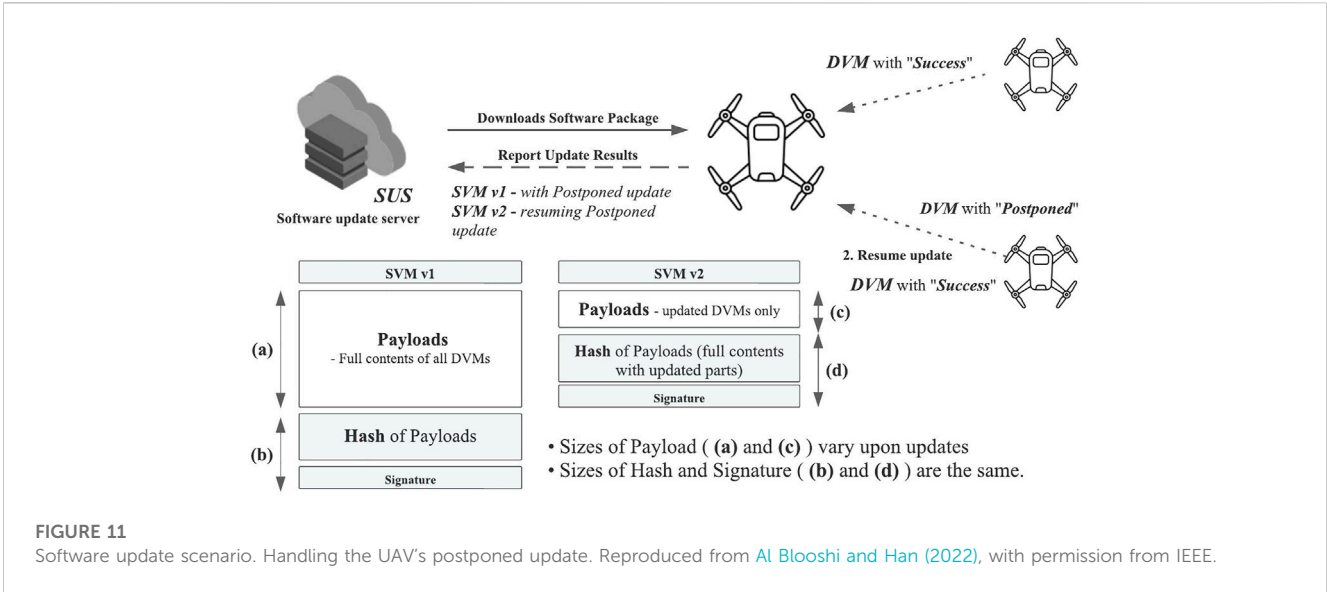 DVM with "Success"
Downloads Software Package
Report Update Results
SUS
Software update server
SVM v1 - with Postponed update
SVM v2 - resuming Postponed
update
DVM with "Postponed"
2. Resume update
DVM with "Success"
SVM v1
Payloads
- Full contents of all DVMs
(a)
Hash of Payloads
(b)
Signature
SVM v2
Payloads - updated DVMs only
(c)
Hash of Payloads (full contents
with updated parts)
(d)
Signature
• Sizes of Payload ( (a) and (c) ) vary upon updates
• Sizes of Hash and Signature ( (b) and (d) ) are the same.
FIGURE 11
Software update scenario. Handling the UAV's postponed update. Reproduced from Al Blooshi and Han (2022), with permission from IEEE.